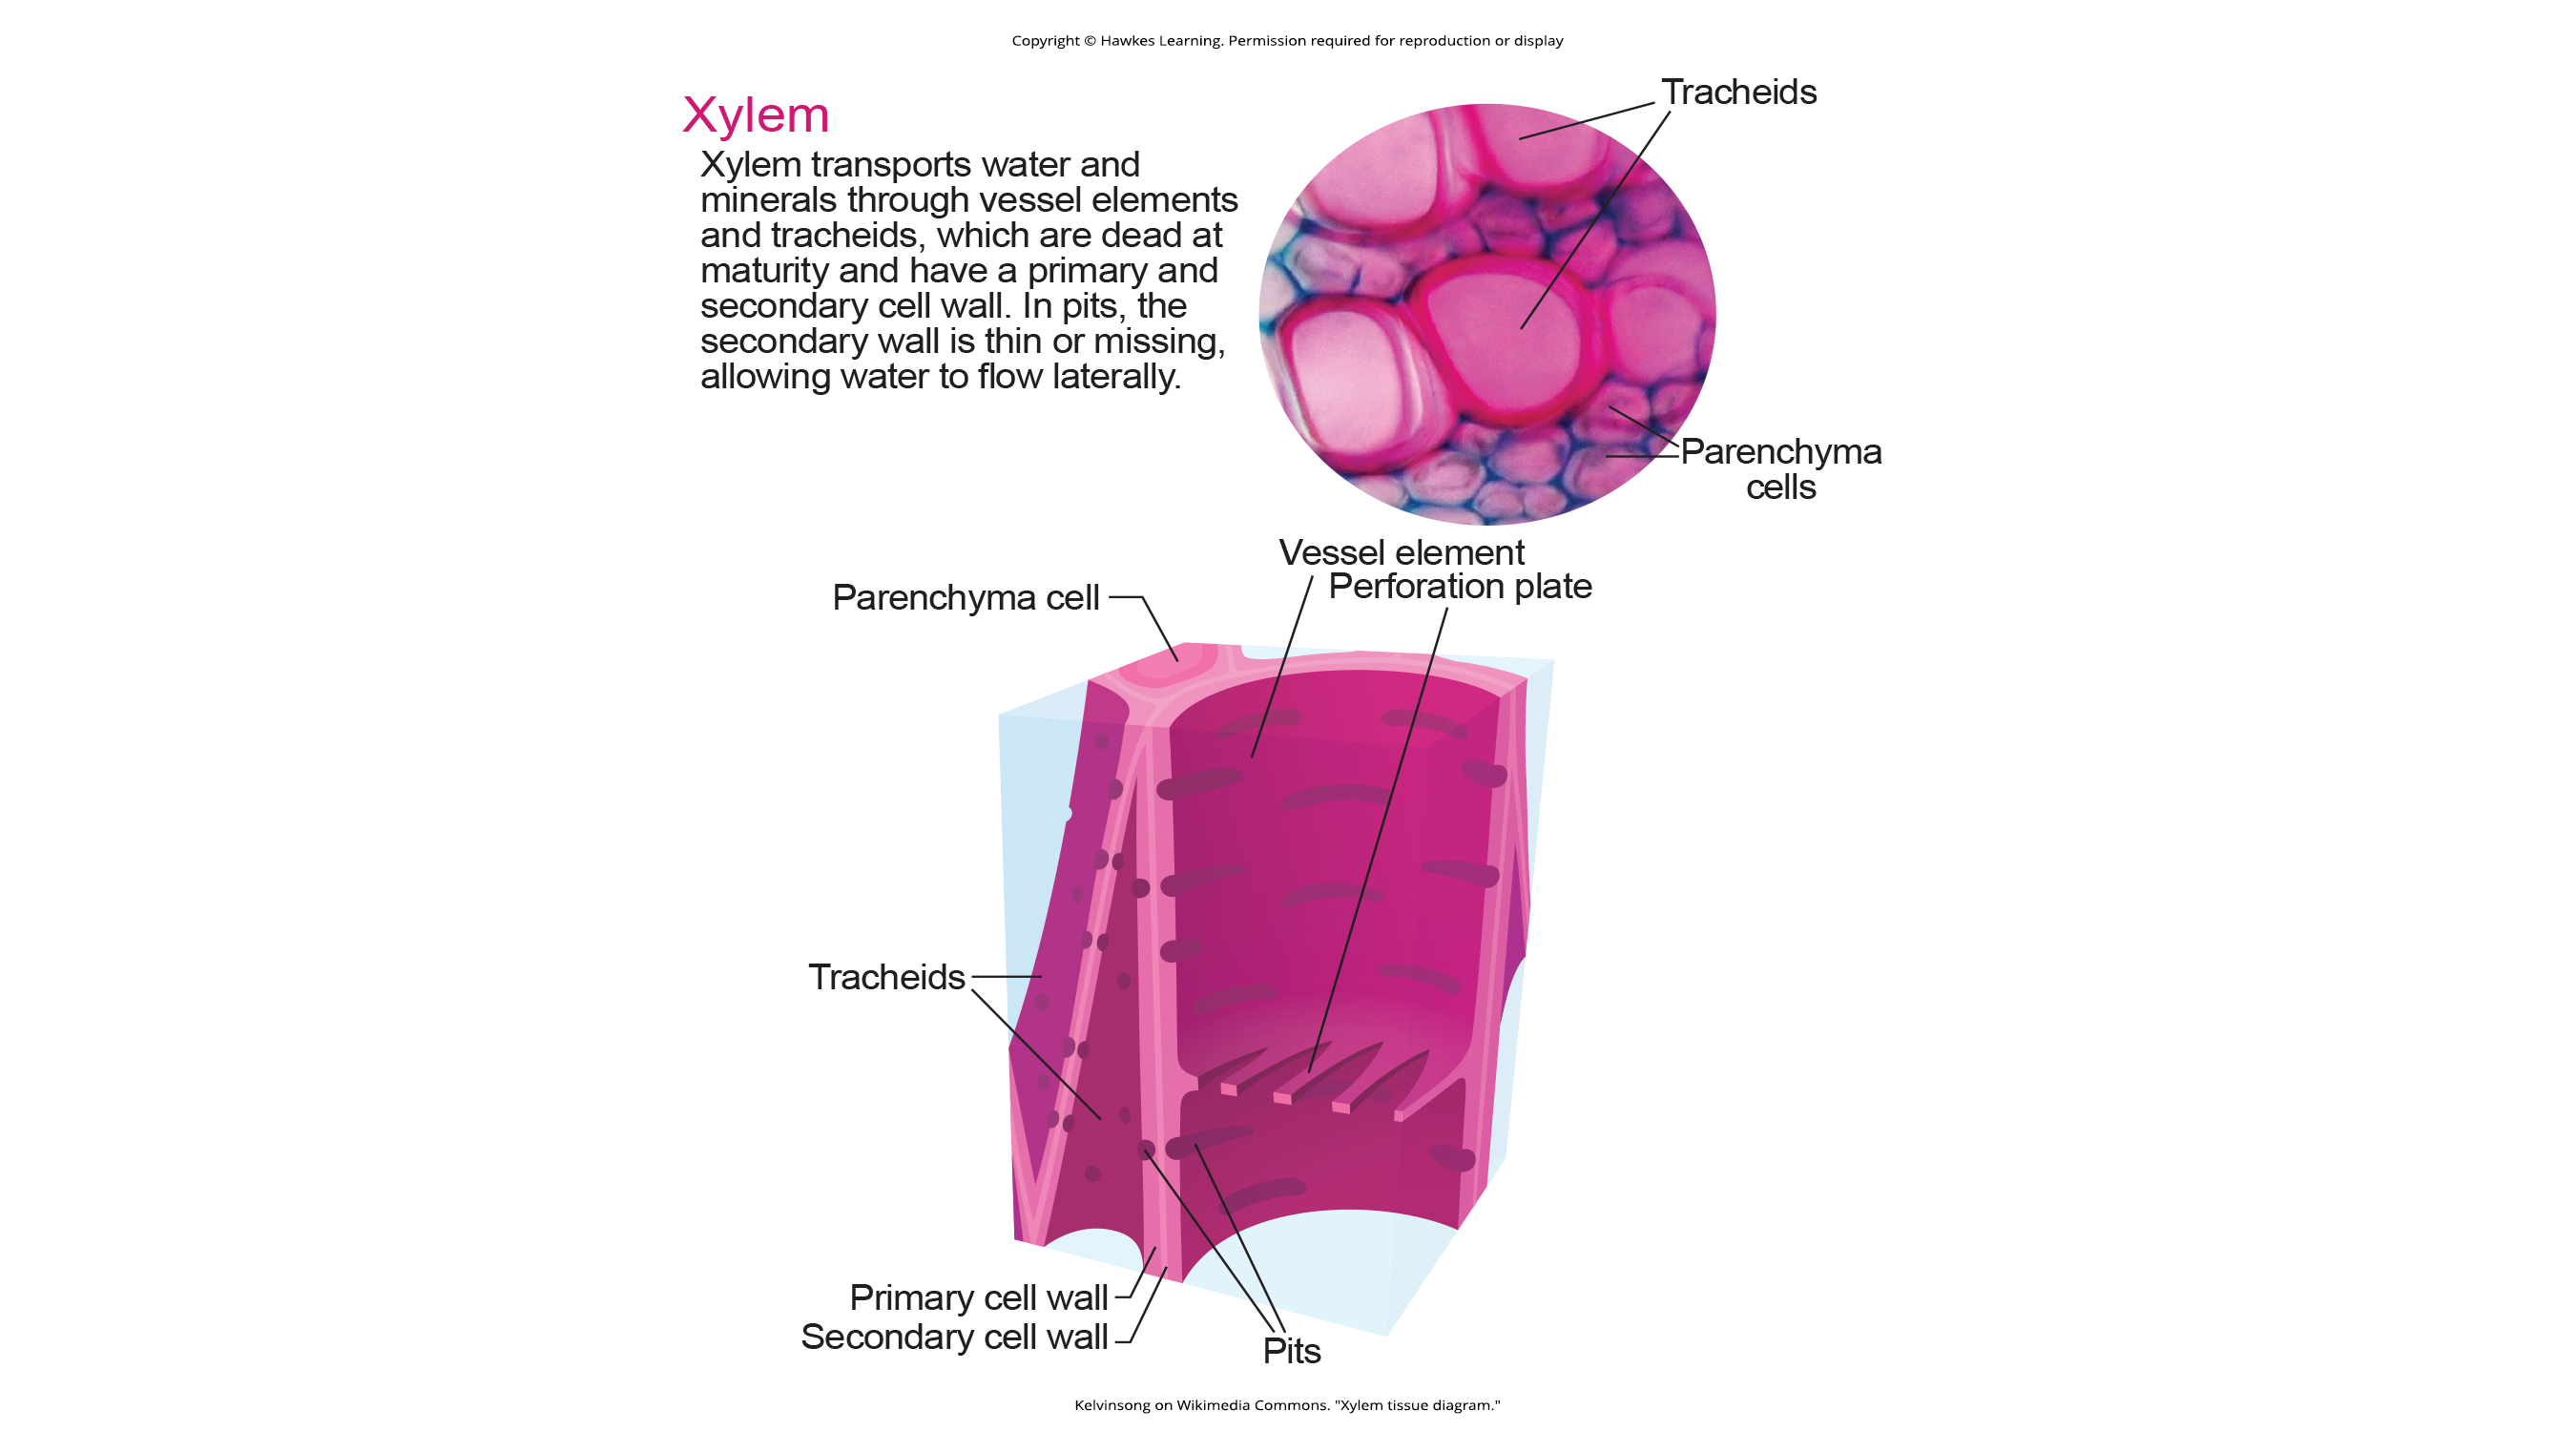 Copyright © Hawkes Learning. Permission required for reproduction or display
Xylem
Xylem transports water and
minerals through vessel elements
and tracheids, which are dead at
maturity and have a primary and
secondary cell wall. In pits, the
secondary wall is thin or missing,
allowing water to flow laterally.
Tracheids
Parenchyma
cells
Vessel element
Perforation plate
Parenchyma cell
Tracheids
Primary cell wall
Secondary cell wall
Pits
Kelvinsong on Wikimedia Commons. "Xylem tissue diagram."